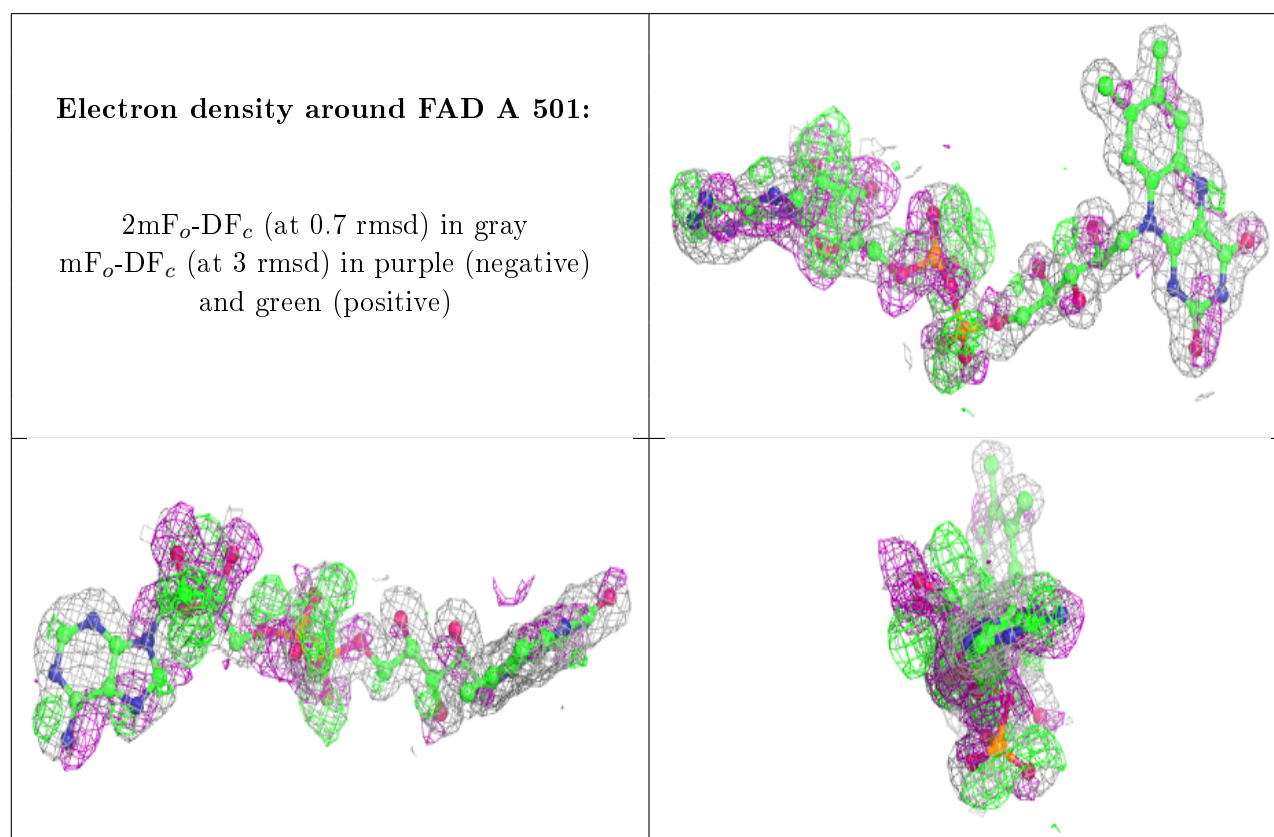 Electron density around FAD A 501:
2mFo-DFc (at 0.7 rmsd) in gray
mFo-DFc (at 3 rmsd) in purple (negative)
and green (positive)